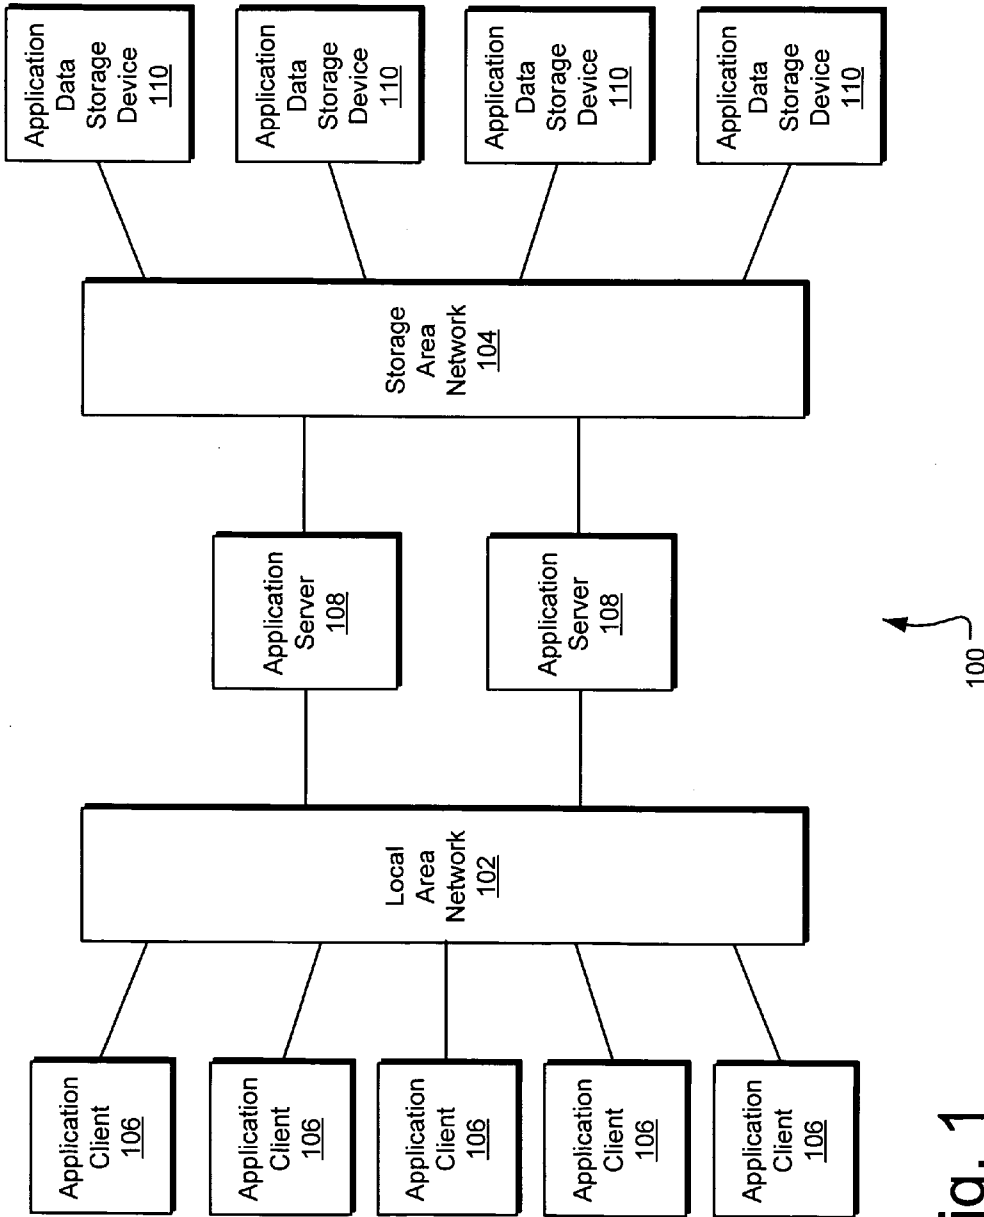 Application
Client
106
Application
Client
106
Application
Client
106
Application
Client
106
Application
Client
106
Local
Area
Network
102
Application
Server
108
Application
Server
108
Storage
Area
Network
104
Application
Data
Storage
Device
110
Application
Data
Storage
Device
110
Application
Data
Storage
Device
110
Application
Data
Storage
Device
110
100
ig. 1